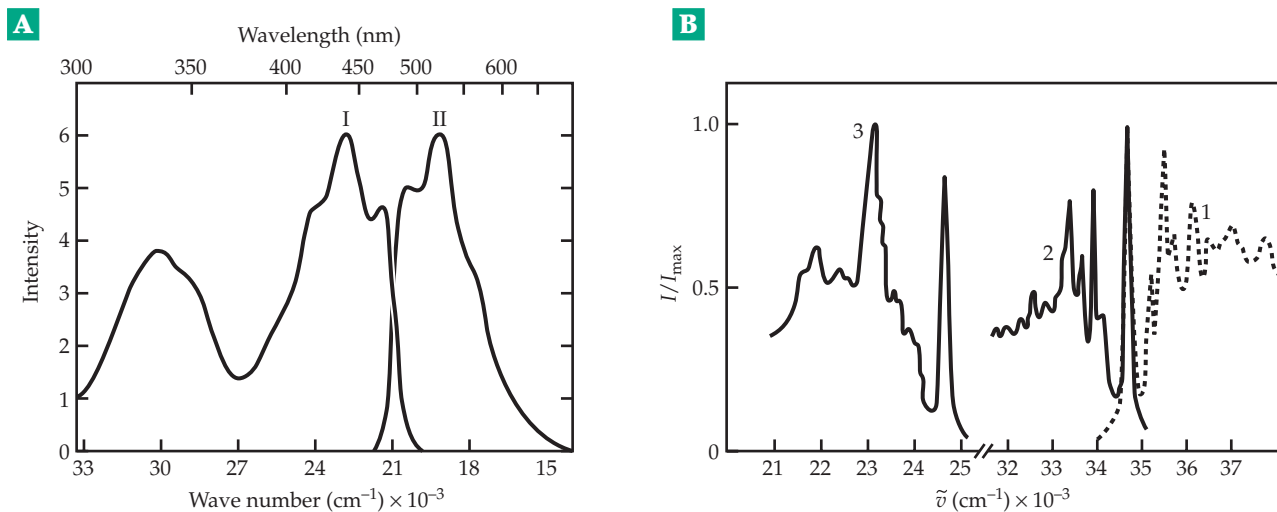 A
Wavelength (nm)
300 350 400 450 500 600
I II
6
5
4
3
2
1
0
Intensity
33 30 27 24 21 18 15
Wave number (cm⁻¹) × 10⁻³
B
1.0
0.5
0
I/Imax
3
2
1
21 22 23 24 25 32 33 34 35 36 37
ṽ (cm⁻¹) × 10⁻³